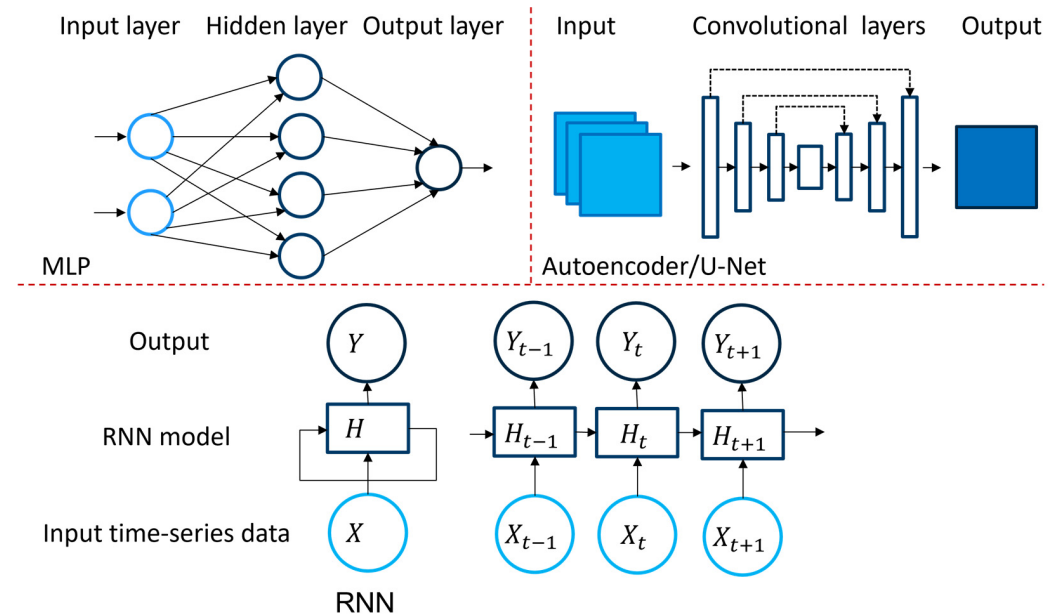 Input layer Hidden layer Output layer
MLP
Input Convolutional layers Output
Autoencoder/U-Net
Output Y Y_{t−1} Y_t Y_{t+1}
RNN model H H_{t−1} H_t H_{t+1}
Input time-series data X X_{t−1} X_t X_{t+1}
RNN